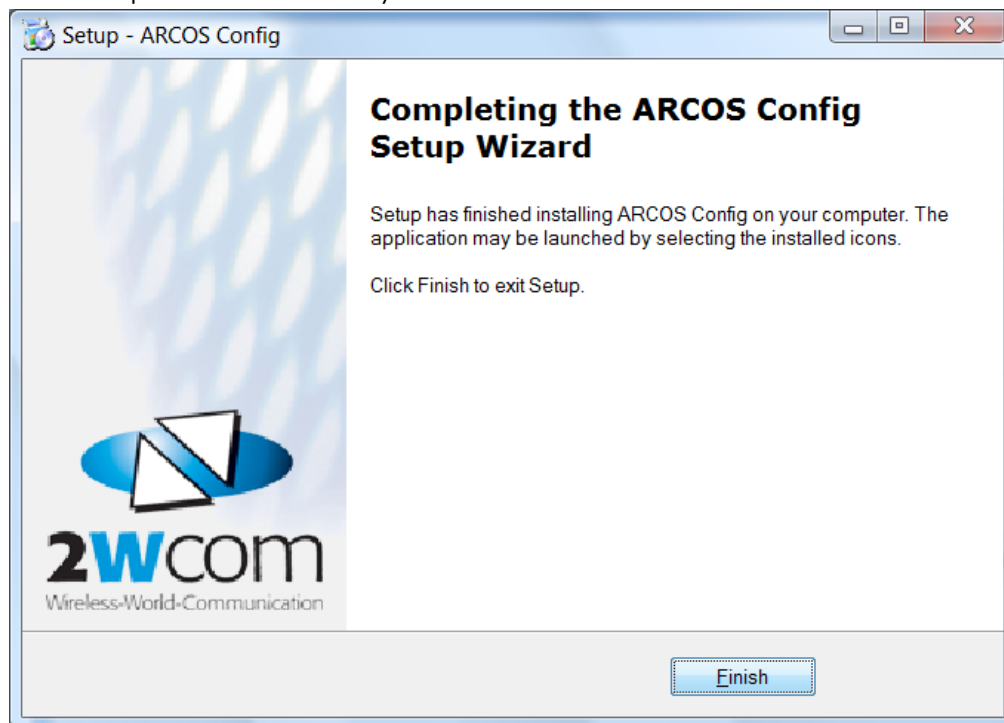 Setup - ARCOS Config
Completing the ARCOS Config
Setup Wizard
Setup has finished installing ARCOS Config on your computer. The
application may be launched by selecting the installed icons.
Click Finish to exit Setup.
2wcom
Wireless-World-Communication
Finish